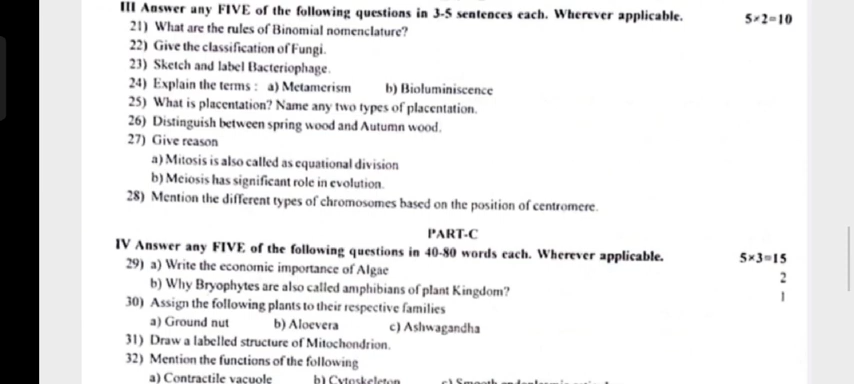 III Answer any FIVE of the following questions in 3-5 sentences each. Wherever applicable. 5×2=10
21) What are the rules of Binomial nomenclature?
22) Give the classification of Fungi.
23) Sketch and label Bacteriophage.
24) Explain the terms : a) Metamerism b) Bioluminiscence
25) What is placentation? Name any two types of placentation.
26) Distinguish between spring wood and Autumn wood.
27) Give reason
a) Mitosis is also called as equational division
b) Meiosis has significant role in evolution.
28) Mention the different types of chromosomes based on the position of centromere.
PART-C
IV Answer any FIVE of the following questions in 40-80 words each. Wherever applicable. 5×3=15
29) a) Write the economic importance of Algae 2
b) Why Bryophytes are also called amphibians of plant Kingdom? 1
30) Assign the following plants to their respective families
a) Ground nut b) Aloevera c) Ashwagandha
31) Draw a labelled structure of Mitochondrion.
32) Mention the functions of the following
a) Contractile vacuole b) Cytoskeleton